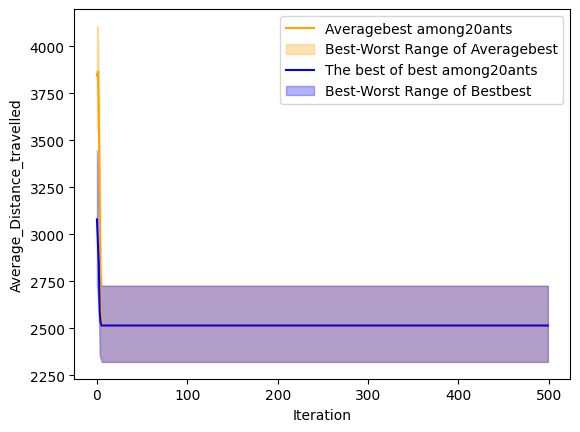 Averagebest among20ants
Best-Worst Range of Averagebest
The best of best among20ants
Best-Worst Range of Bestbest
Average_Distance_travelled
4000
3750
3500
3250
3000
2750
2500
2250
0 100 200 300 400 500
Iteration